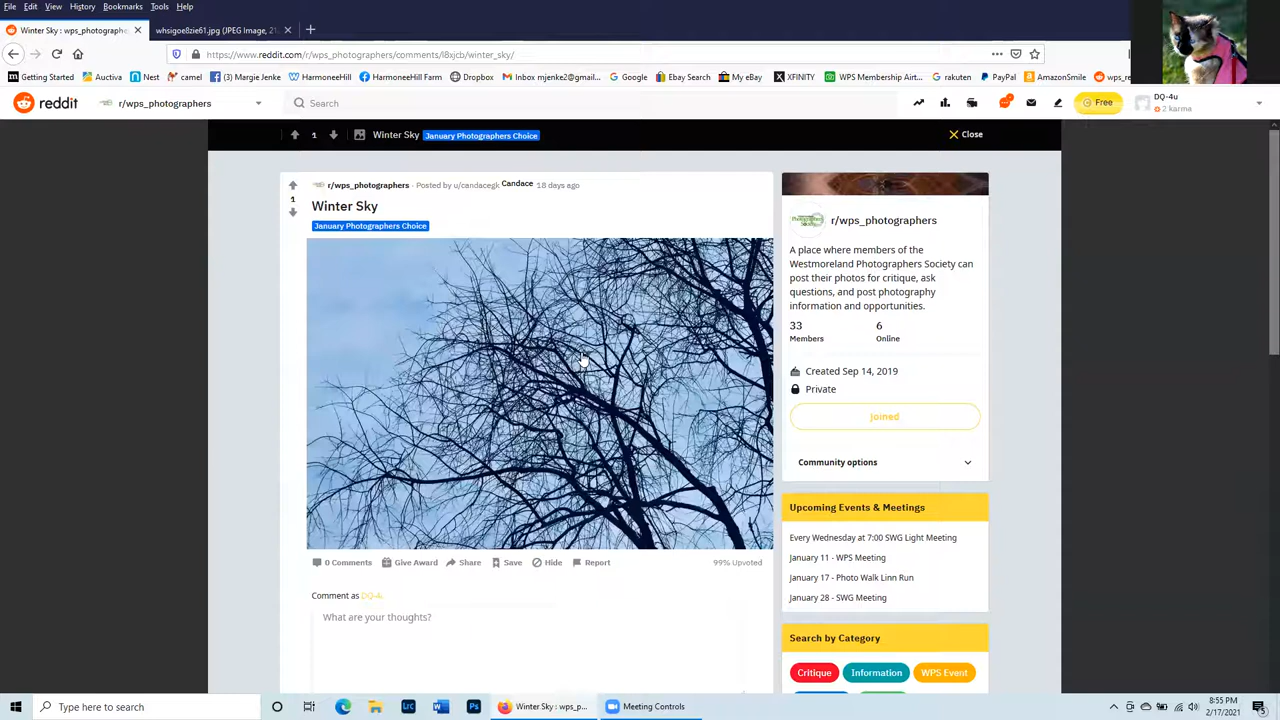 File Edit View History Bookmarks Tools Help
Winter Sky : wps_photographe
whsigoe8zie61.jpg (JPEG Image, 21
https://www.reddit.com/r/wps_photographers/comments/l8xjcb/winter_sky/
Getting Started Auctiva Nest camel (3) Margie Jenke HarmoneeHill HarmoneeHill Farm Dropbox Inbox mjenke2@gmail... Google Ebay Search My eBay XFINITY WPS Membership Airt... rakuten PayPal AmazonSmile wps_re
reddit r/wps_photographers Search Free DQ-4u
2 karma
1 Winter Sky January Photographers Choice Close
r/wps_photographers · Posted by u/candacegk Candace 18 days ago
1
Winter Sky
January Photographers Choice
0 Comments Give Award Share Save Hide Report 99% Upvoted
Comment as DQ-4u
What are your thoughts?
r/wps_photographers
A place where members of the
Westmoreland Photographers Society can
post their photos for critique, ask
questions, and post photography
information and opportunities.
33 6
Members Online
Created Sep 14, 2019
Private
Joined
Community options
Upcoming Events & Meetings
Every Wednesday at 7:00 SWG Light Meeting
January 11 - WPS Meeting
January 17 - Photo Walk Linn Run
January 28 - SWG Meeting
Search by Category
Critique Information WPS Event
Type here to search
Winter Sky : wps_p...
Meeting Controls
8:55 PM
2/17/2021